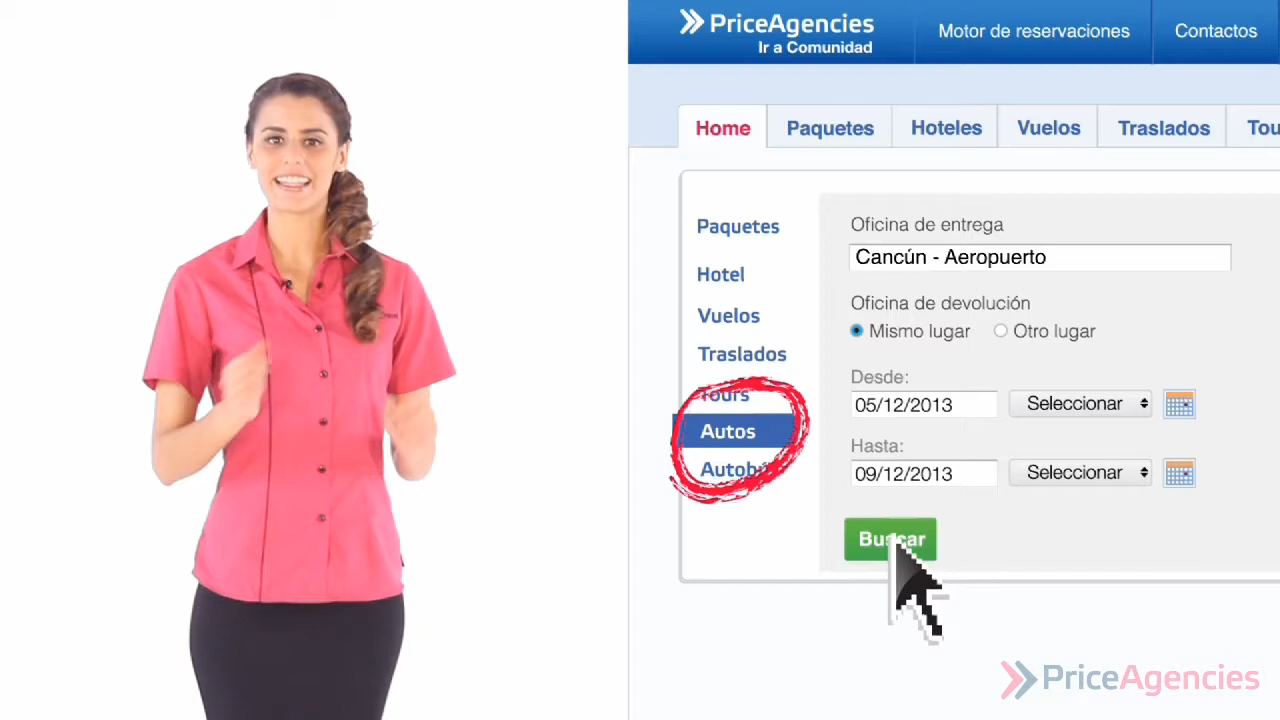 PriceAgencies
Ir a Comunidad
Motor de reservaciones
Contactos
Home
Paquetes
Hoteles
Vuelos
Traslados
Paquetes
Hotel
Vuelos
Traslados
Tours
Autos
Oficina de entrega
Cancún - Aeropuerto
Oficina de devolución
Mismo lugar
Otro lugar
Desde:
05/12/2013
Seleccionar
Hasta:
09/12/2013
Seleccionar
Buscar
PriceAgencies